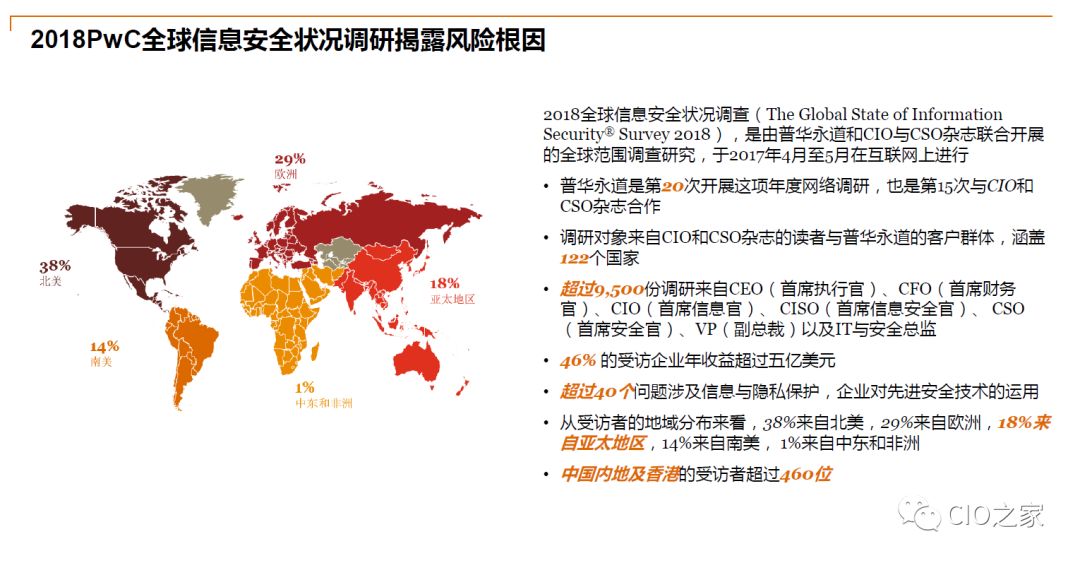 2018PwC全球信息安全状况调研揭露风险根因
29%
欧洲
38%
北美
18%
亚太地区
14%
南美
1%
中东和非洲
2018全球信息安全状况调查（The Global State of Information
Security® Survey 2018），是由普华永道和CIO与CSO杂志联合开展
的全球范围调查研究，于2017年4月至5月在互联网上进行
• 普华永道是第20次开展这项年度网络调研，也是第15次与CIO和
CSO杂志合作
• 调研对象来自CIO和CSO杂志的读者与普华永道的客户群体，涵盖
122个国家
• 超过9,500份调研来自CEO（首席执行官）、CFO（首席财务
官）、CIO（首席信息官）、 CISO（首席信息安全官）、 CSO
（首席安全官）、VP（副总裁）以及IT与安全总监
• 46% 的受访企业年收益超过五亿美元
• 超过40个问题涉及信息与隐私保护，企业对先进安全技术的运用
• 从受访者的地域分布来看，38%来自北美，29%来自欧洲，18%来
自亚太地区，14%来自南美， 1%来自中东和非洲
• 中国内地及香港的受访者超过460位
CIO之家